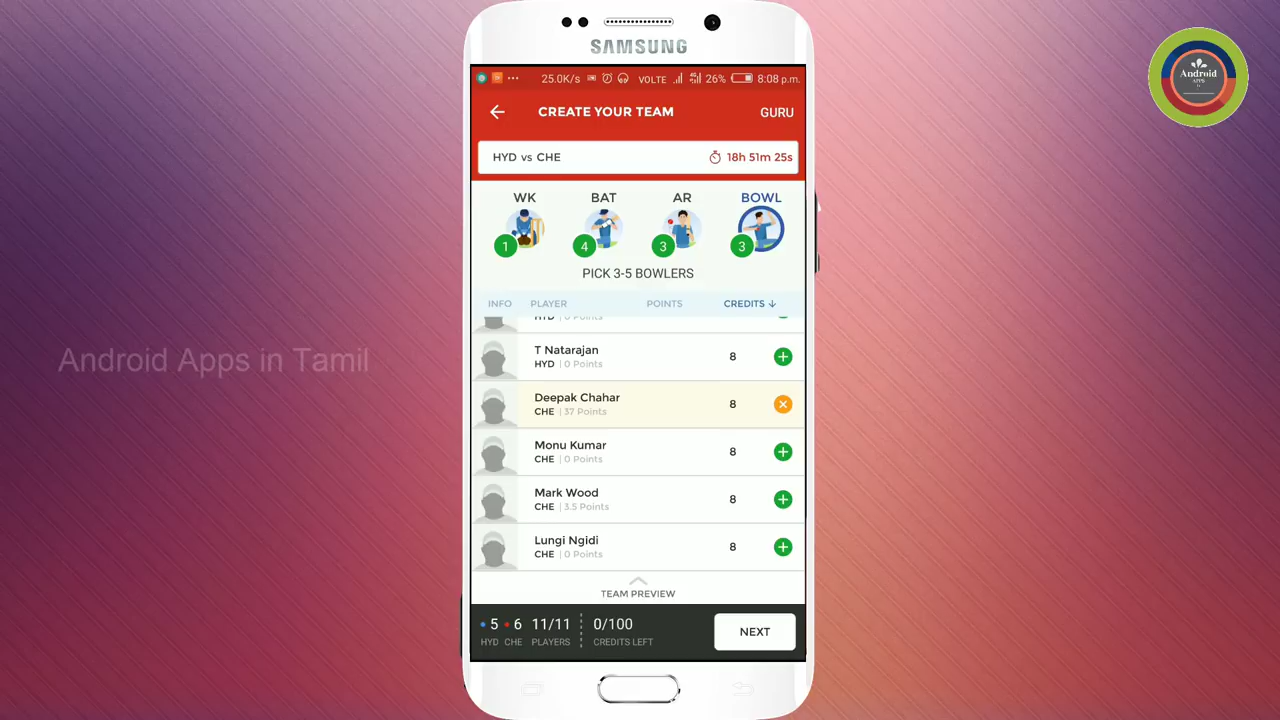 SAMSUNG
25.0K/s VOLTE 4G 26% 8:08 p.m.
CREATE YOUR TEAM GURU
HYD vs CHE 18h 51m 25s
WK BAT AR BOWL
1 4 3 3
PICK 3-5 BOWLERS
INFO PLAYER POINTS CREDITS
HYD | 0 Points
T Natarajan 8
HYD | 0 Points
Deepak Chahar 8
CHE | 37 Points
Monu Kumar 8
CHE | 0 Points
Mark Wood 8
CHE | 3.5 Points
Lungi Ngidi 8
CHE | 0 Points
TEAM PREVIEW
5 6 11/11 0/100 NEXT
HYD CHE PLAYERS CREDITS LEFT
Android Apps in Tamil
Android
APPS